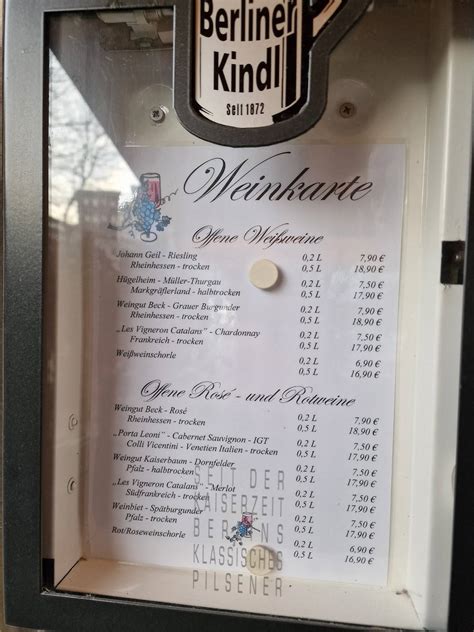 Berliner
Kindl
Seit 1872
Weinkarte
Offene Weißweine
Johann Geil - Riesling 0,2 L 7,90 €
Rheinhessen - trocken 0,5 L 18,90 €
Hügelheim - Müller-Thurgau 0,2 L 7,50 €
Markgräflerland - halbtrocken 0,5 L 17,90 €
Weingut Beck - Grauer Burgunder 0,2 L 7,90 €
Rheinhessen - trocken 0,5 L 18,90 €
„Les Vigneron Catalans" - Chardonnay 0,2 L 7,50 €
Frankreich - trocken 0,5 L 17,90 €
Weißweinschorle 0,2 L 6,90 €
0,5 L 16,90 €
Offene Rosé - und Rotweine
Weingut Beck - Rosé 0,2 L 7,90 €
Rheinhessen - trocken 0,5 L 18,90 €
„Porta Leoni" - Cabernet Sauvignon - IGT 0,2 L 7,50 €
Colli Vicentini - Venetien Italien - trocken 0,5 L 17,90 €
Weingut Kaiserbaum - Dornfelder 0,2 L 7,50 €
Pfalz - halbtrocken 0,5 L 17,90 €
„Les Vigneron Catalans" - Merlot 0,2 L 7,50 €
Südfrankreich - trocken 0,5 L 17,90 €
Weinbiet - Spätburgunder 0,2 L 7,50 €
Pfalz - trocken 0,5 L 17,90 €
Rot/Roseweinschorle 0,2 L 6,90 €
0,5 L 16,90 €
SEIT DER
KAISERZEIT
BERLINS
KLASSISCHES
PILSENER